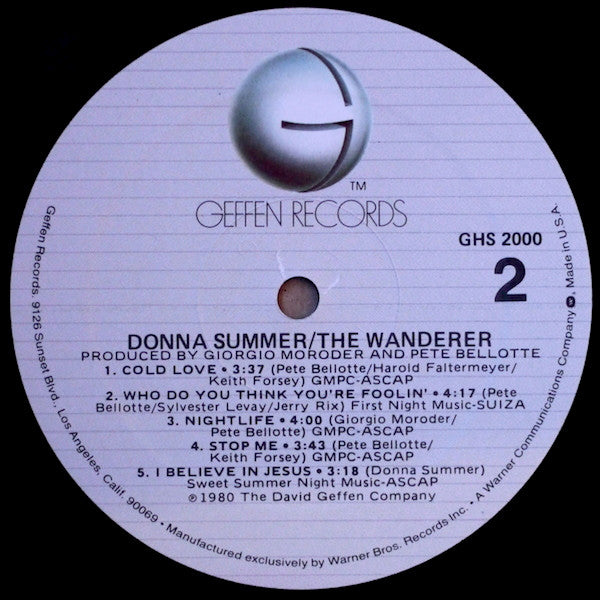 TM
GEFFEN RECORDS
GHS 2000
2
DONNA SUMMER/THE WANDERER
PRODUCED BY GIORGIO MORODER AND PETE BELLOTTE
1. COLD LOVE • 3:37 (Pete Bellotte/Harold Faltermeyer/
Keith Forsey) GMPC-ASCAP
2. WHO DO YOU THINK YOU'RE FOOLIN' • 4:17 (Pete
Bellotte/Sylvester Levay/Jerry Rix) First Night Music-SUIZA
3. NIGHTLIFE • 4:00 (Giorgio Moroder/
Pete Bellotte) GMPC-ASCAP
4. STOP ME • 3:43 (Pete Bellotte/
Keith Forsey) GMPC-ASCAP
5. I BELIEVE IN JESUS • 3:18 (Donna Summer)
Sweet Summer Night Music-ASCAP
℗1980 The David Geffen Company
Geffen Records, 9126 Sunset Blvd., Los Angeles, Calif. 90069 • Manufactured exclusively by Warner Bros. Records Inc. • A Warner Communications Company, Made in U.S.A.